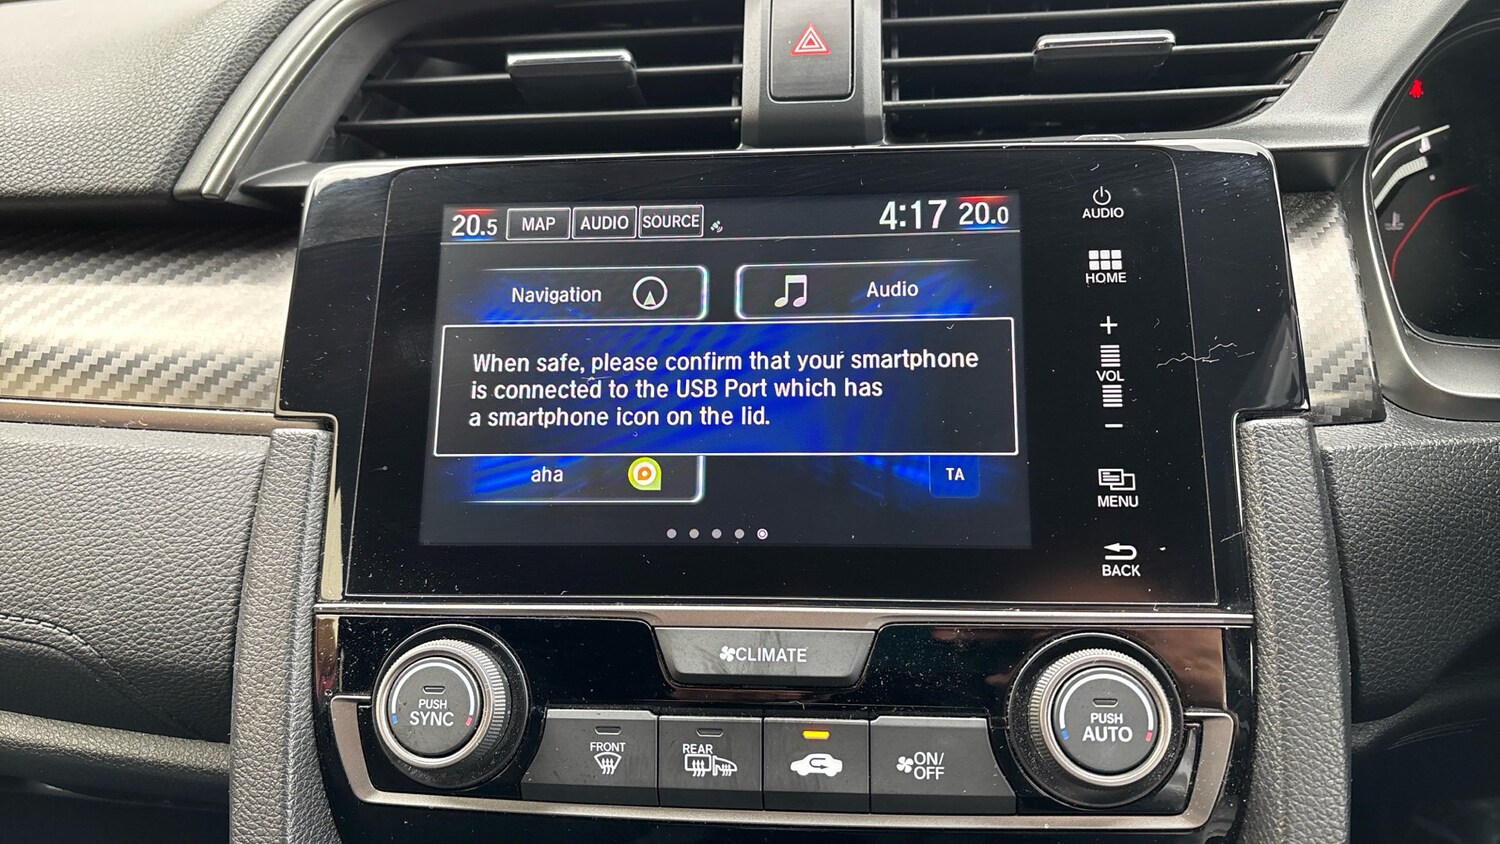 20.5 MAP AUDIO SOURCE 4:17 20.0
Navigation Audio
When safe, please confirm that your smartphone
is connected to the USB Port which has
a smartphone icon on the lid.
aha TA
AUDIO
HOME
+
VOL
−
MENU
BACK
CLIMATE
PUSH
SYNC
FRONT
REAR
ON/
OFF
PUSH
AUTO